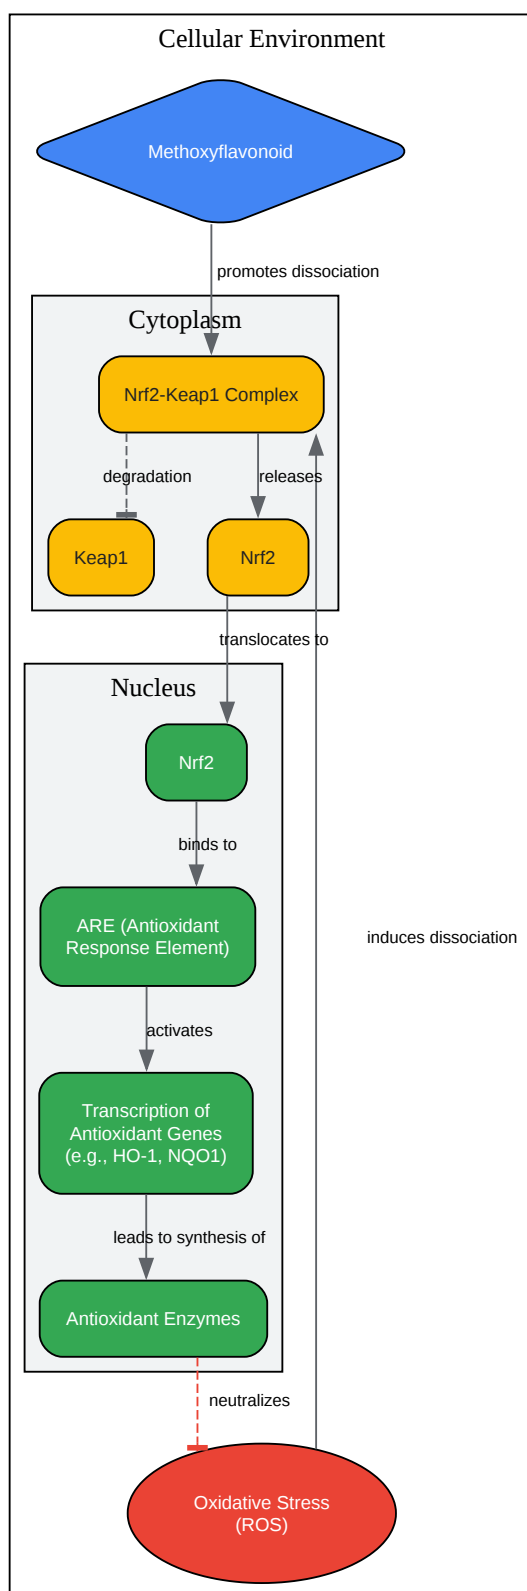 Cellular Environment
Methoxyflavonoid
promotes dissociation
Cytoplasm
Nrf2-Keap1 Complex
degradation
releases
Keap1
Nrf2
translocates to
Nucleus
Nrf2
binds to
ARE (Antioxidant
Response Element)
induces dissociation
activates
Transcription of
Antioxidant Genes
(e.g., HO-1, NQO1)
leads to synthesis of
Antioxidant Enzymes
neutralizes
Oxidative Stress
(ROS)